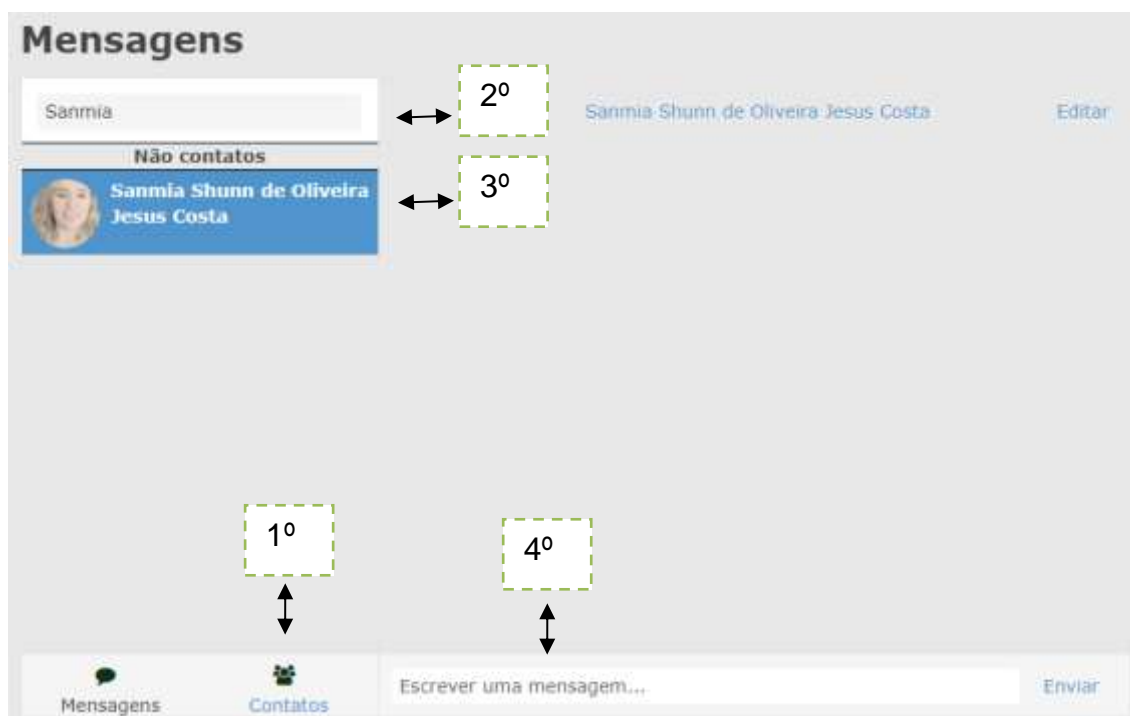 Mensagens
Sanmia
2º
Sanmia Shunn de Oliveira Jesus Costa
Editar
Não contatos
Sanmia Shunn de Oliveira
Jesus Costa
3º
1º
4º
Mensagens
Contatos
Escrever uma mensagem...
Enviar